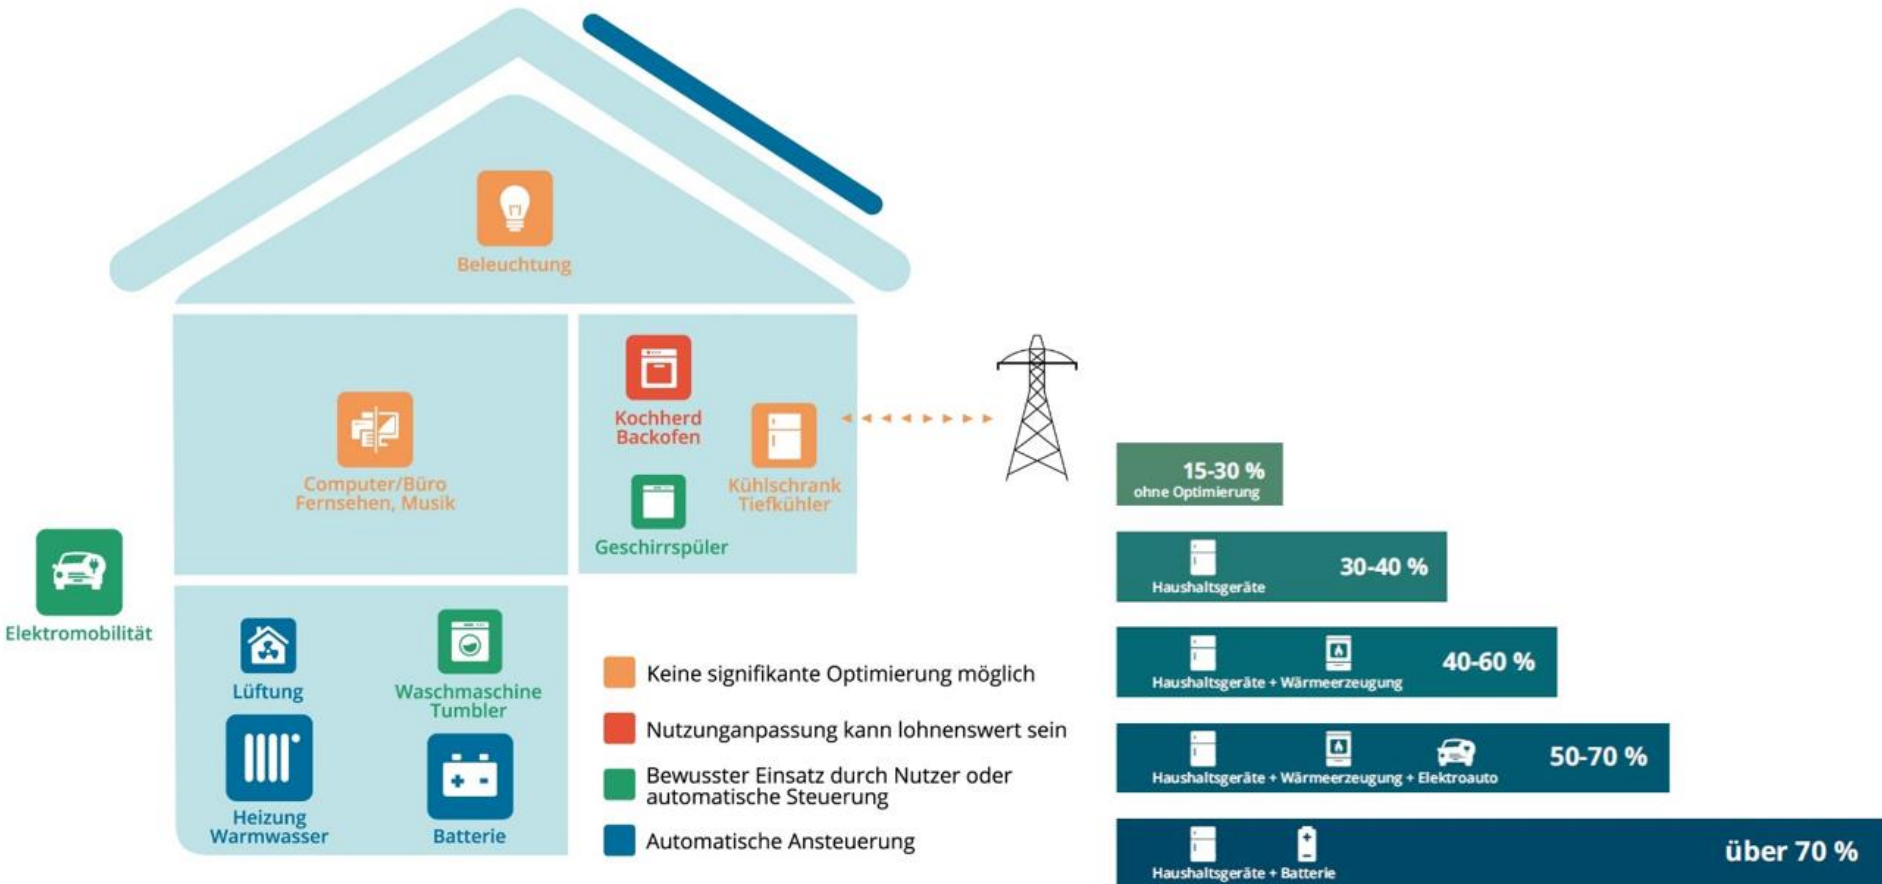 Beleuchtung
Computer/Büro
Fernsehen, Musik
Kochherd
Backofen
Kühlschrank
Tiefkühler
Geschirrspüler
Elektromobilität
Lüftung
Waschmaschine
Tumbler
Heizung
Warmwasser
Batterie
Keine signifikante Optimierung möglich
Nutzunganpassung kann lohnenswert sein
Bewusster Einsatz durch Nutzer oder
automatische Steuerung
Automatische Ansteuerung
15-30 %
ohne Optimierung
30-40 %
Haushaltsgeräte
40-60 %
Haushaltsgeräte + Wärmeerzeugung
50-70 %
Haushaltsgeräte + Wärmeerzeugung + Elektroauto
über 70 %
Haushaltsgeräte + Batterie